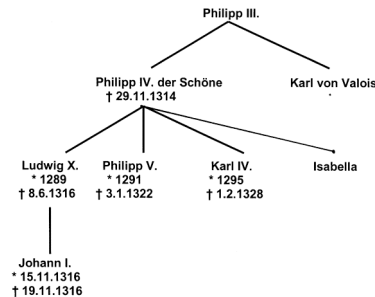 Philipp III.
Philipp IV. der Schöne
† 29.11.1314
Karl von Valois
Ludwig X.
* 1289
† 8.6.1316
Philipp V.
* 1291
† 3.1.1322
Karl IV.
* 1295
† 1.2.1328
Isabella
Johann I.
* 15.11.1316
† 19.11.1316